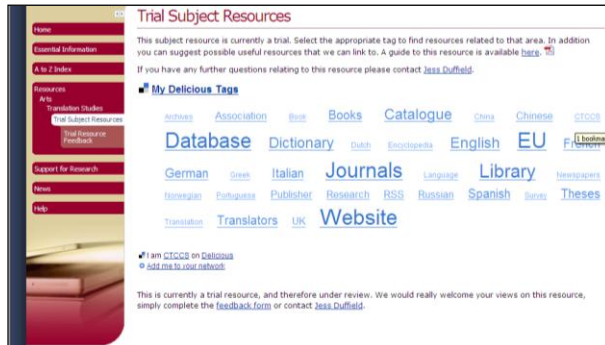 Trial Subject Resources
Home
Essential Information
A to Z Index
Resources
Arts
Translation Studies
Trial Subject Resources
Trial Resource
Feedback
Support for Research
News
Help
This subject resource is currently a trial. Select the appropriate tag to find resources related to that area. In addition
you can suggest possible useful resources that we can link to. A guide to this resource is available here.
If you have any further questions relating to this resource please contact Jess Duffield.
My Delicious Tags
Archives Association Book Books Catalogue China Chinese CTCCS
Database Dictionary Dutch Encyclopedia English EU French
1 bookma
German Greek Italian Journals Language Library Newspapers
Norwegian Portuguese Publisher Research RSS Russian Spanish Survey Theses
Translation Translators UK Website
I am CTCCS on Delicious
Add me to your network
This is currently a trial resource, and therefore under review. We would really welcome your views on this resource,
simply complete the feedback form or contact Jess Duffield.